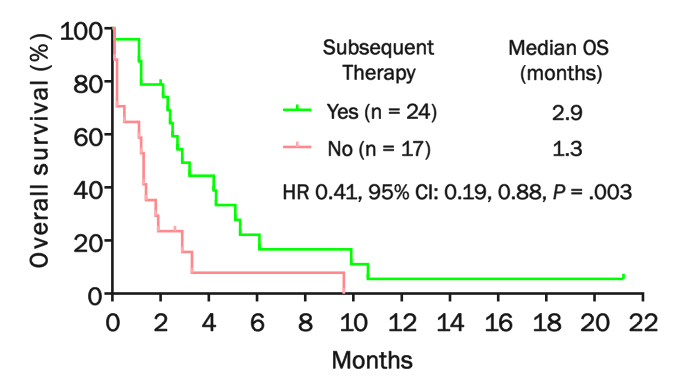 Overall survival (%)
100
80
60
40
20
0
Subsequent Therapy Median OS (months)
Yes (n = 24) 2.9
No (n = 17) 1.3
HR 0.41, 95% CI: 0.19, 0.88, P = .003
0 2 4 6 8 10 12 14 16 18 20 22
Months